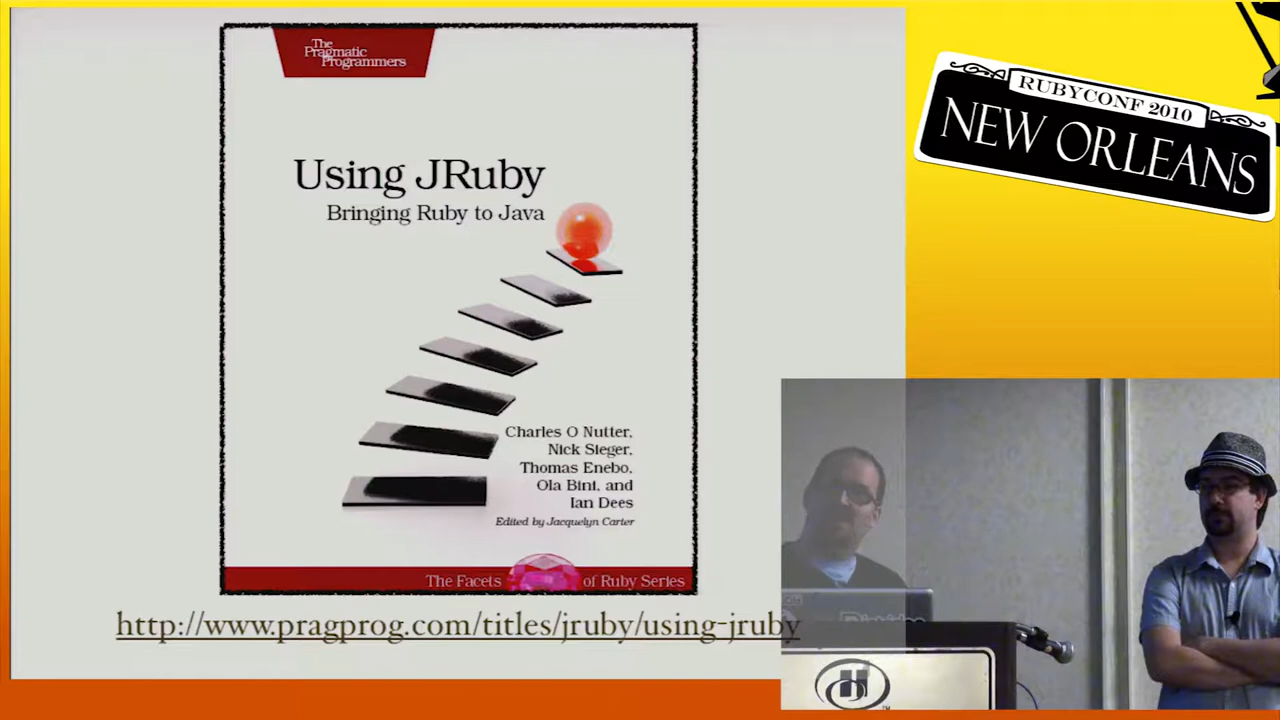 The
Pragmatic
Programmers
Using JRuby
Bringing Ruby to Java
Charles O Nutter,
Nick Sieger,
Thomas Enebo,
Ola Bini, and
Ian Dees
Edited by Jacquelyn Carter
The Facets of Ruby Series
http://www.pragprog.com/titles/jruby/using-jruby
RUBYCONF 2010
NEW ORLEANS